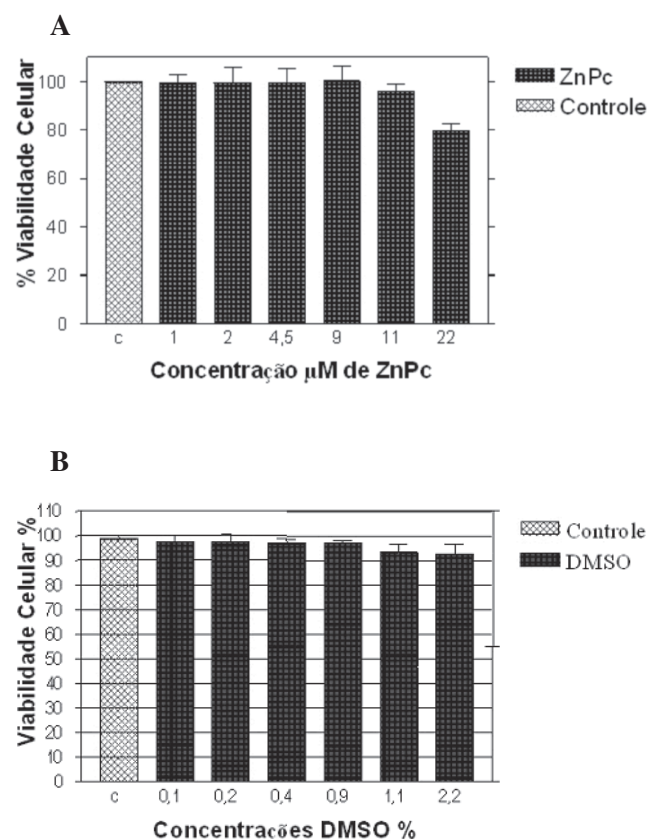 A
% Viabilidade Celular
100
80
60
40
20
0
c 1 2 4,5 9 11 22
Concentração µM de ZnPc
ZnPc
Controle
B
Viabilidade Celular %
110
100
90
80
70
60
50
40
30
20
10
0
c 0,1 0,2 0,4 0,9 1,1 2,2
Concentrações DMSO %
Controle
DMSO